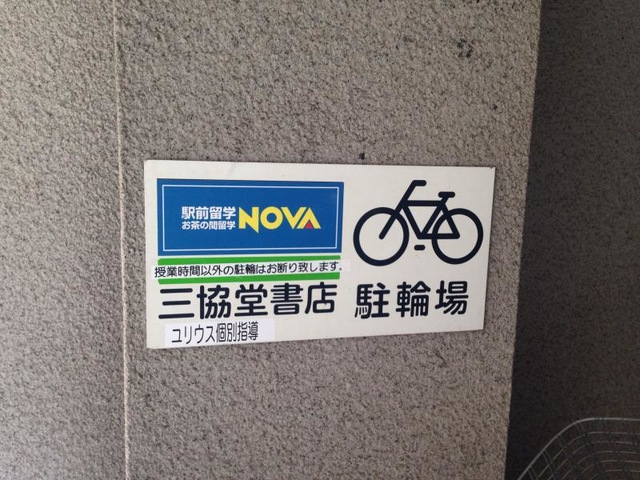 駅前留学
お茶の間留学
NOVA
授業時間以外の駐輪はお断り致します。
三協堂書店
ユリウス個別指導
駐輪場